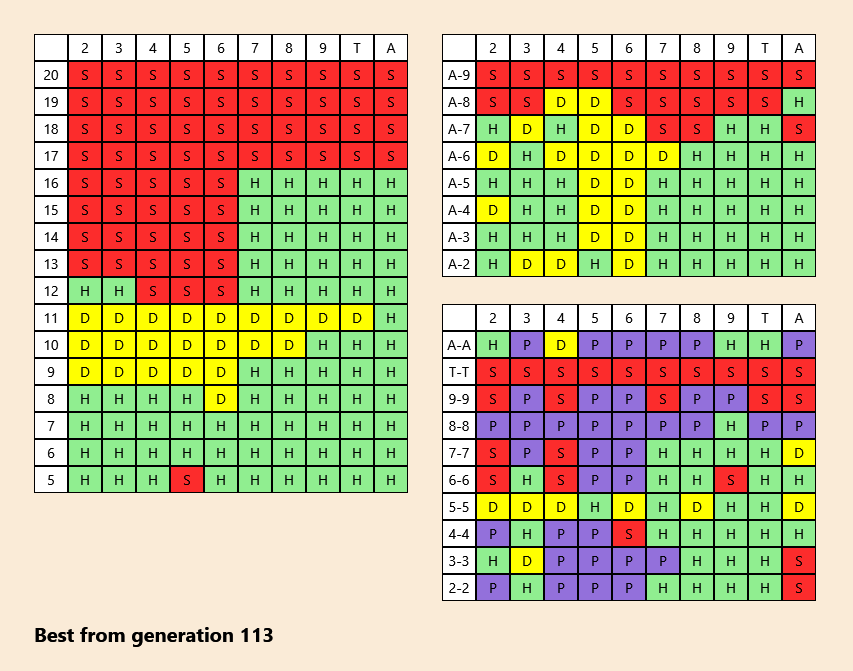 2 3 4 5 6 7 8 9 T A
20 S S S S S S S S S S
19 S S S S S S S S S S
18 S S S S S S S S S S
17 S S S S S S S S S S
16 S S S S S H H H H H
15 S S S S S H H H H H
14 S S S S S H H H H H
13 S S S S S H H H H H
12 H H S S S H H H H H
11 D D D D D D D D D H
10 D D D D D D D H H H
9 D D D D D H H H H H
8 H H H H D H H H H H
7 H H H H H H H H H H
6 H H H H H H H H H H
5 H H H S H H H H H H
2 3 4 5 6 7 8 9 T A
A-9 S S S S S S S S S S
A-8 S S D D S S S S S H
A-7 H D H D D S S H H S
A-6 D H D D D D H H H H
A-5 H H H D D H H H H H
A-4 D H H D D H H H H H
A-3 H H H D D H H H H H
A-2 H D D H D H H H H H
2 3 4 5 6 7 8 9 T A
A-A H P D P P P P H H P
T-T S S S S S S S S S S
9-9 S P S P P S P P S S
8-8 P P P P P P P H P P
7-7 S P S P P H H H H D
6-6 S H S P P H H S H H
5-5 D D D H D H D H H D
4-4 P H P P S H H H H H
3-3 H D P P P P H H H S
2-2 P H P P P H H H H S
Best from generation 113